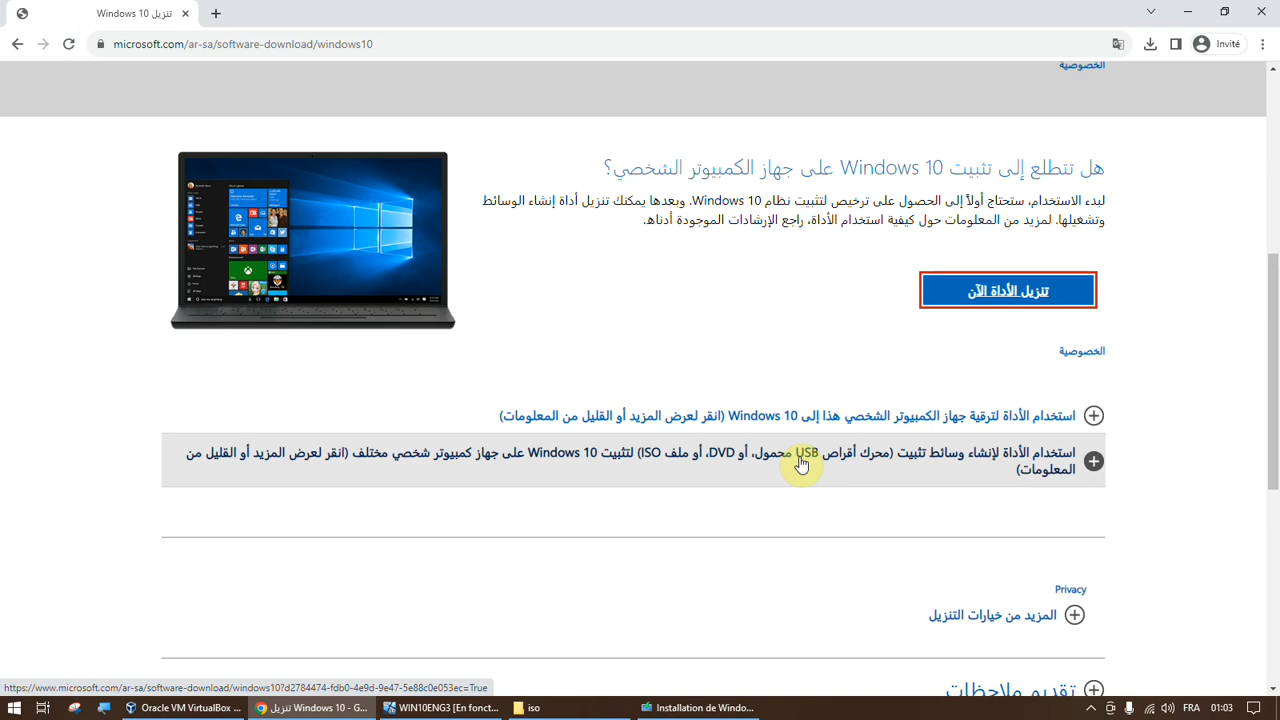 تنزيل Windows 10
microsoft.com/ar-sa/software-download/windows10
Invité
الخصوصية
هل تتطلع إلى تثبيت Windows 10 على جهاز الكمبيوتر الشخصي؟
لبدء الاستخدام، ستحتاج أولاً إلى الحصول على ترخيص لتثبيت نظام Windows 10. وبعدها يمكنك تنزيل أداة إنشاء الوسائط
وتشغيلها. لمزيد من المعلومات حول كيفية استخدام الأداة، راجع الإرشادات الموجودة أدناه.
تنزيل الأداة الآن
الخصوصية
استخدام الأداة لترقية جهاز الكمبيوتر الشخصي هذا إلى Windows 10 (انقر لعرض المزيد أو القليل من المعلومات)
استخدام الأداة لإنشاء وسائط تثبيت (محرك أقراص USB محمول، أو DVD، أو ملف ISO) لتثبيت Windows 10 على جهاز كمبيوتر شخصي مختلف (انقر لعرض المزيد أو القليل من
المعلومات)
Privacy
المزيد من خيارات التنزيل
تقديم ملاحظات
https://www.microsoft.com/ar-sa/software-download/windows10?d2784474-fdb0-4e9d-9e47-5e88c0e053ec=True
Oracle VM VirtualBox ...
تنزيل Windows 10 - G...
WIN10ENG3 [En fonct...
iso
Installation de Windo...
FRA
01:03